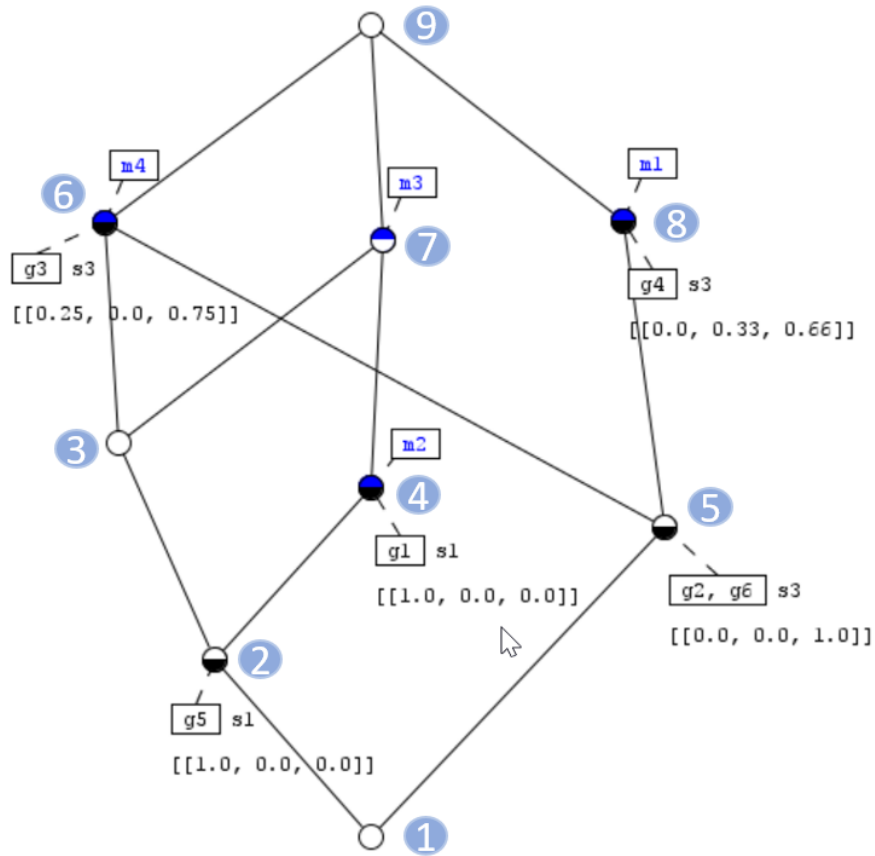 9
m4
m1
m3
6
8
7
g3 s3
g4 s3
[[0.25, 0.0, 0.75]]
[[0.0, 0.33, 0.66]]
3
m2
4
5
g1 s1
g2, g6 s3
[[1.0, 0.0, 0.0]]
[[0.0, 0.0, 1.0]]
2
g5 s1
[[1.0, 0.0, 0.0]]
1